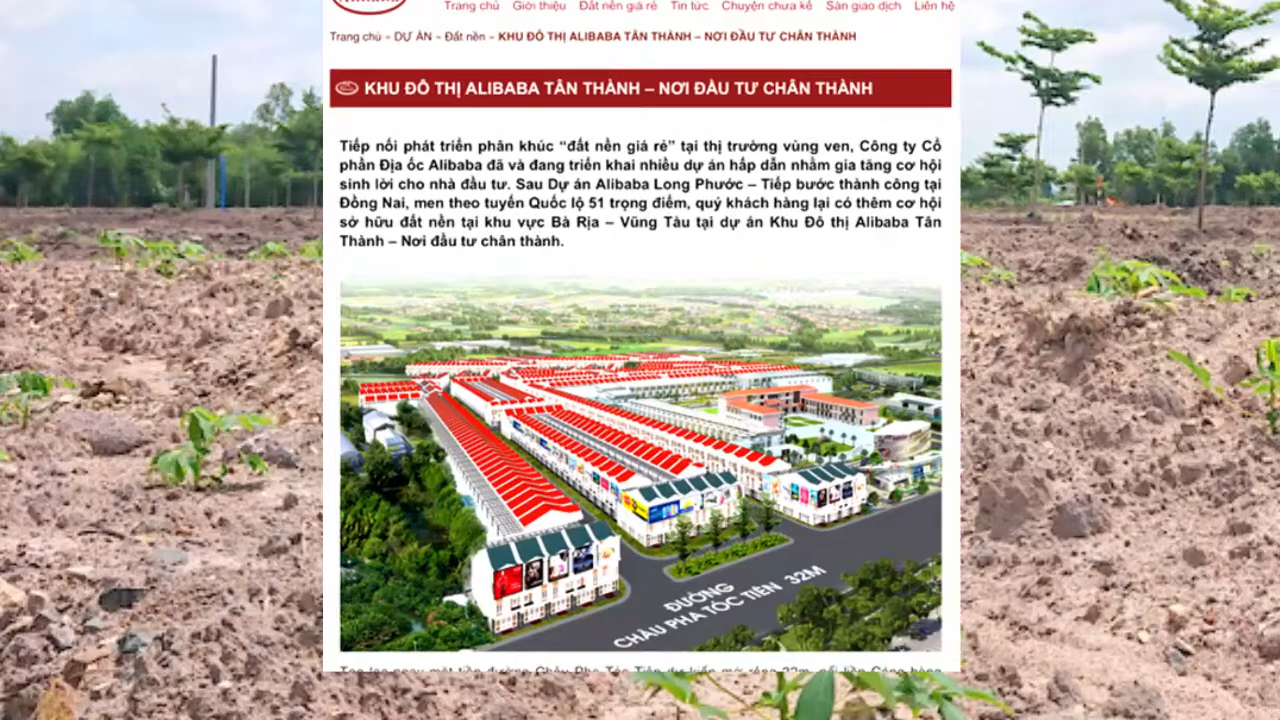 Trang chủ Giới thiệu Đất nền giá rẻ Tin tức Chuyện chưa kể Sàn giao dịch Liên hệ
Trang chủ - DỰ ÁN - Đất nền - KHU ĐÔ THỊ ALIBABA TÂN THÀNH – NƠI ĐẦU TƯ CHÂN THÀNH
KHU ĐÔ THỊ ALIBABA TÂN THÀNH – NƠI ĐẦU TƯ CHÂN THÀNH
Tiếp nối phát triển phân khúc “đất nền giá rẻ” tại thị trường vùng ven, Công ty Cổ
phần Địa ốc Alibaba đã và đang triển khai nhiều dự án hấp dẫn nhằm gia tăng cơ hội
sinh lời cho nhà đầu tư. Sau Dự án Alibaba Long Phước – Tiếp bước thành công tại
Đồng Nai, men theo tuyến Quốc lộ 51 trọng điểm, quý khách hàng lại có thêm cơ hội
sở hữu đất nền tại khu vực Bà Rịa – Vũng Tàu tại dự án Khu Đô thị Alibaba Tân
Thành – Nơi đầu tư chân thành.
ĐƯỜNG
CHÂU PHA TÓC TIÊN 32M